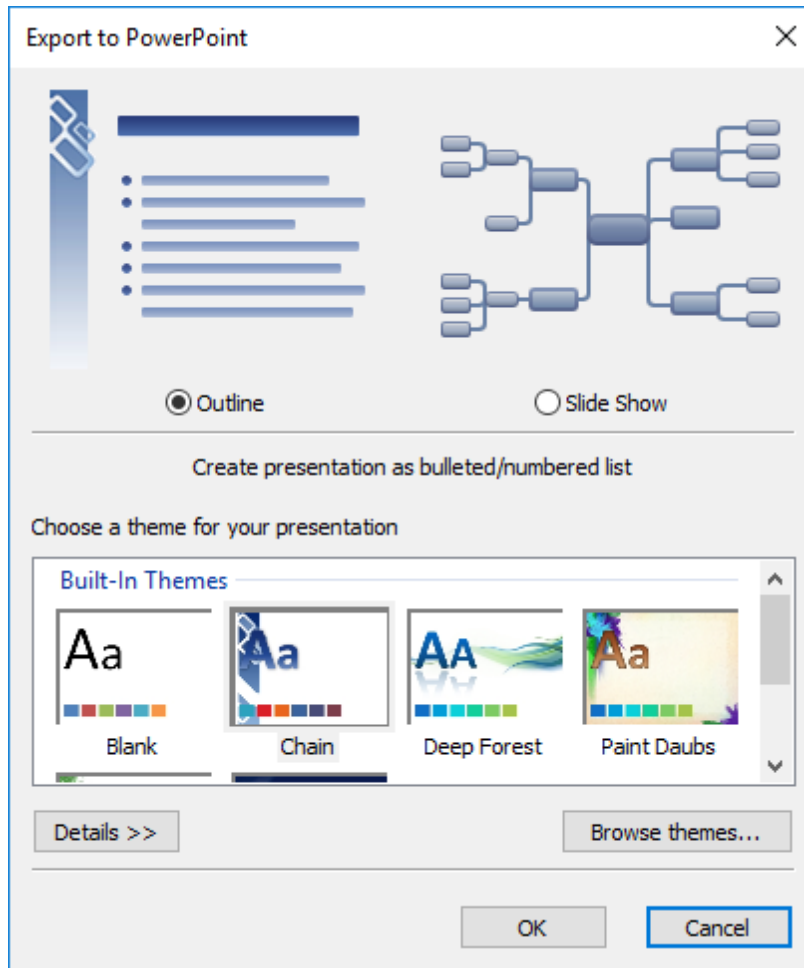 Export to PowerPoint
Outline
Slide Show
Create presentation as bulleted/numbered list
Choose a theme for your presentation
Built-In Themes
Aa Aa AA Aa
Blank Chain Deep Forest Paint Daubs
Details >> Browse themes...
OK Cancel